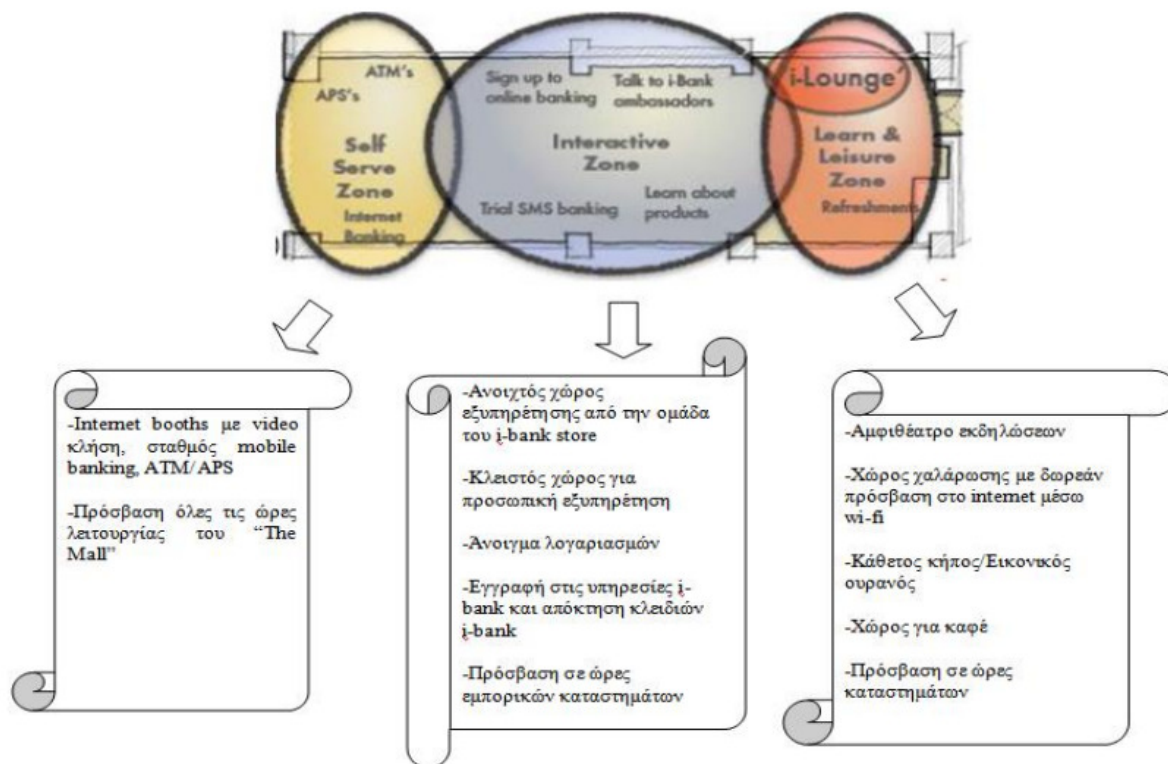 ATM's
APS's
Self
Serve
Zone
Internet
Banking
Sign up to
online banking
Talk to i-Bank
ambassadors
Interactive
Zone
Trial SMS banking
Learn about
products
i-Lounge'
Learn &
Leisure
Zone
Refreshments
-Internet booths με video
κλήση, σταθμός mobile
banking, ATM/APS
-Πρόσβαση όλες τις ώρες
λειτουργίας του "The
Mall"
-Ανοιχτός χώρος
εξυπηρέτησης από την ομάδα
του i-bank store
-Κλειστός χώρος για
προσωπική εξυπηρέτηση
-Άνοιγμα λογαριασμών
-Εγγραφή στις υπηρεσίες i-
bank και απόκτηση κλειδιών
i-bank
-Πρόσβαση σε ώρες
εμπορικών καταστημάτων
-Αμφιθέατρο εκδηλώσεων
-Χώρος χαλάρωσης με δωρεάν
πρόσβαση στο internet μέσω
wi-fi
-Κάθετος κήπος/Εικονικός
ουρανός
-Χώρος για καφέ
-Πρόσβαση σε ώρες
καταστημάτων